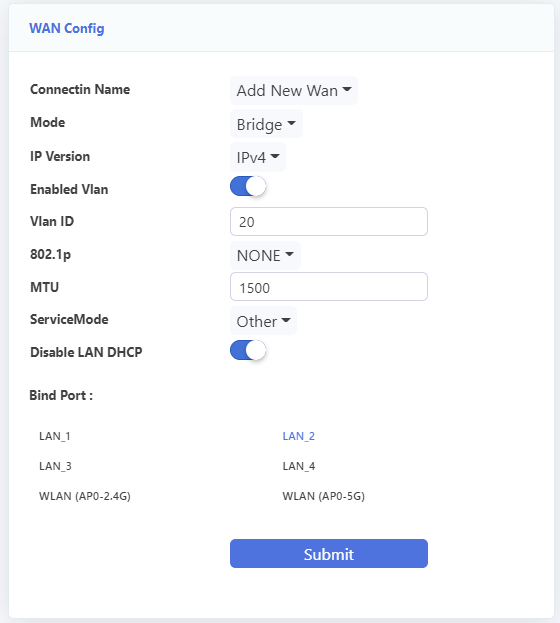 WAN Config
Connectin Name Add New Wan
Mode Bridge
IP Version IPv4
Enabled Vlan
Vlan ID 20
802.1p NONE
MTU 1500
ServiceMode Other
Disable LAN DHCP
Bind Port :
LAN_1 LAN_2
LAN_3 LAN_4
WLAN (AP0-2.4G) WLAN (AP0-5G)
Submit